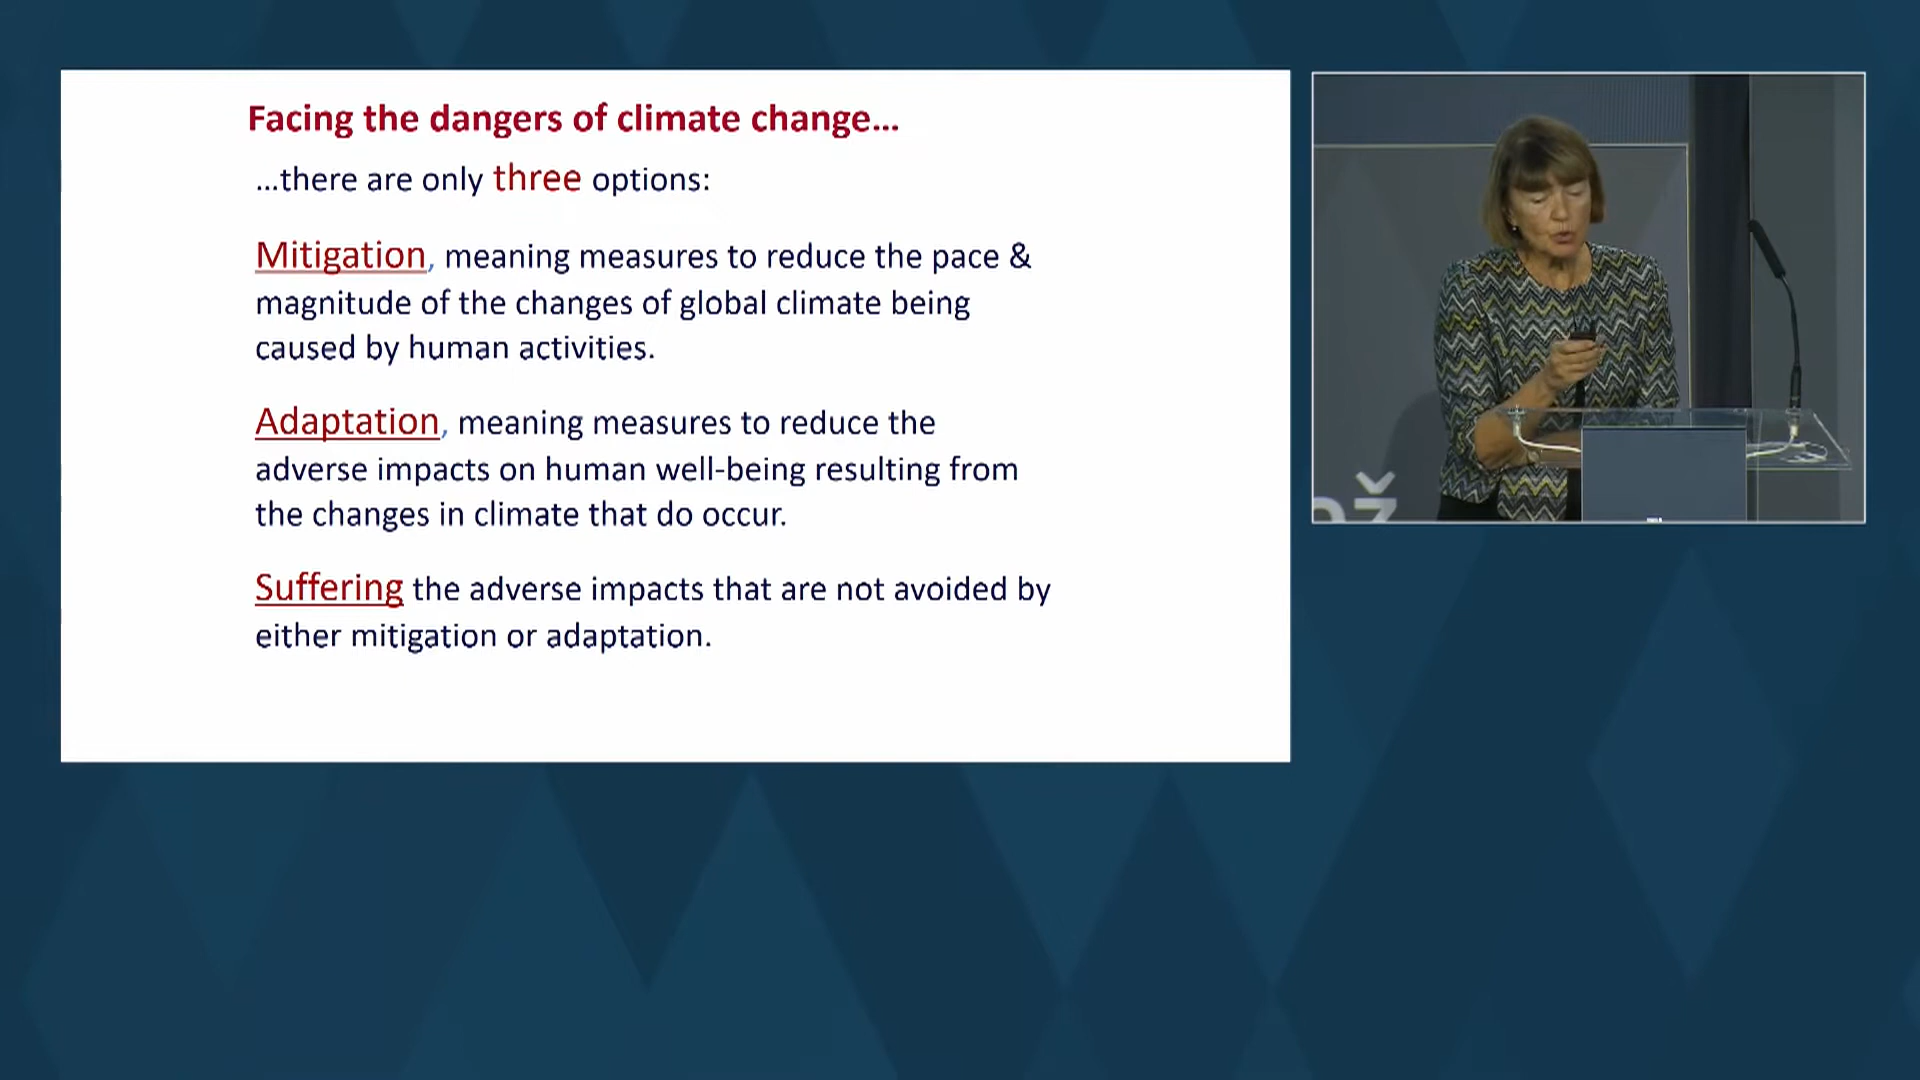 Facing the dangers of climate change...
...there are only three options:
Mitigation, meaning measures to reduce the pace &
magnitude of the changes of global climate being
caused by human activities.
Adaptation, meaning measures to reduce the
adverse impacts on human well-being resulting from
the changes in climate that do occur.
Suffering the adverse impacts that are not avoided by
either mitigation or adaptation.